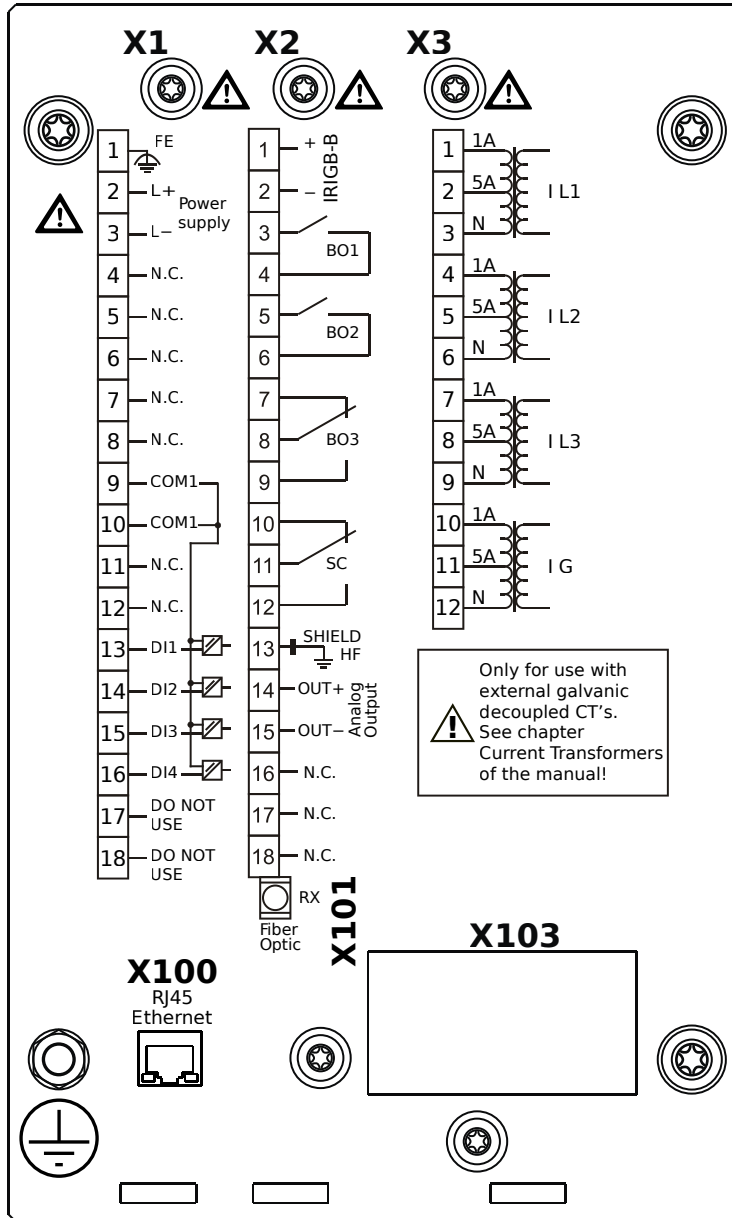 X1
X2
X3
1 FE
2 L+
Power
supply
3 L−
4 N.C.
5 N.C.
6 N.C.
7 N.C.
8 N.C.
9 COM1
10 COM1
11 N.C.
12 N.C.
13 DI1
14 DI2
15 DI3
16 DI4
17 DO NOT
USE
18 DO NOT
USE
1 +
2 −
IRIGB-B
3
4
BO1
5
6
BO2
7
8 BO3
9
10
11 SC
12
13 SHIELD
HF
14 OUT+
15 OUT−
Analog
Output
16 N.C.
17 N.C.
18 N.C.
RX
Fiber
Optic
X101
1 1A
2 5A I L1
3 N
4 1A
5 5A I L2
6 N
7 1A
8 5A I L3
9 N
10 1A
11 5A I G
12 N
Only for use with
external galvanic
decoupled CT's.
See chapter
Current Transformers
of the manual!
X100
RJ45
Ethernet
X103